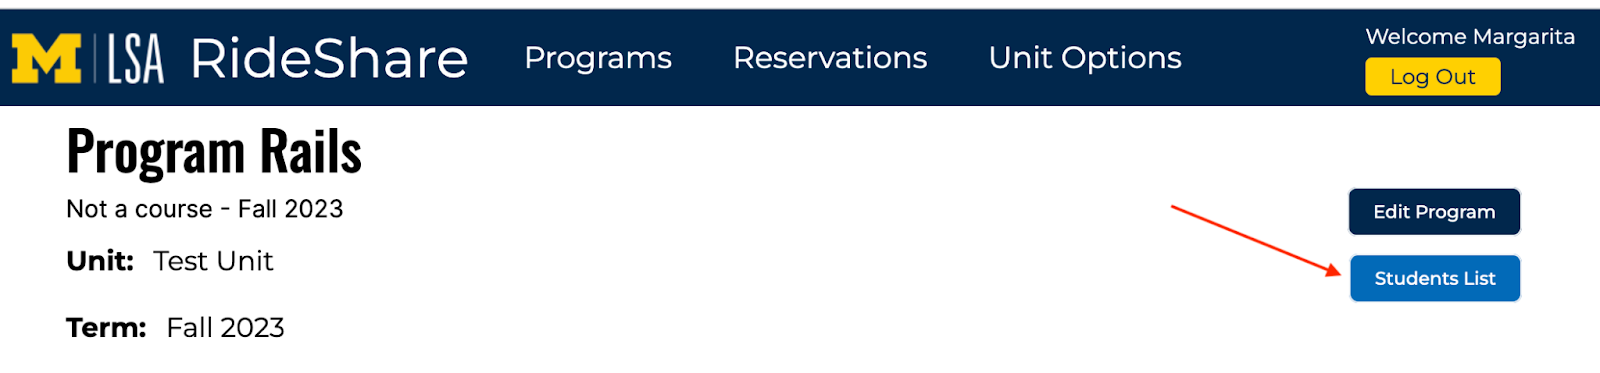 M LSA RideShare Programs Reservations Unit Options Welcome Margarita
Log Out
Program Rails
Not a course - Fall 2023
Edit Program
Unit: Test Unit
Students List
Term: Fall 2023